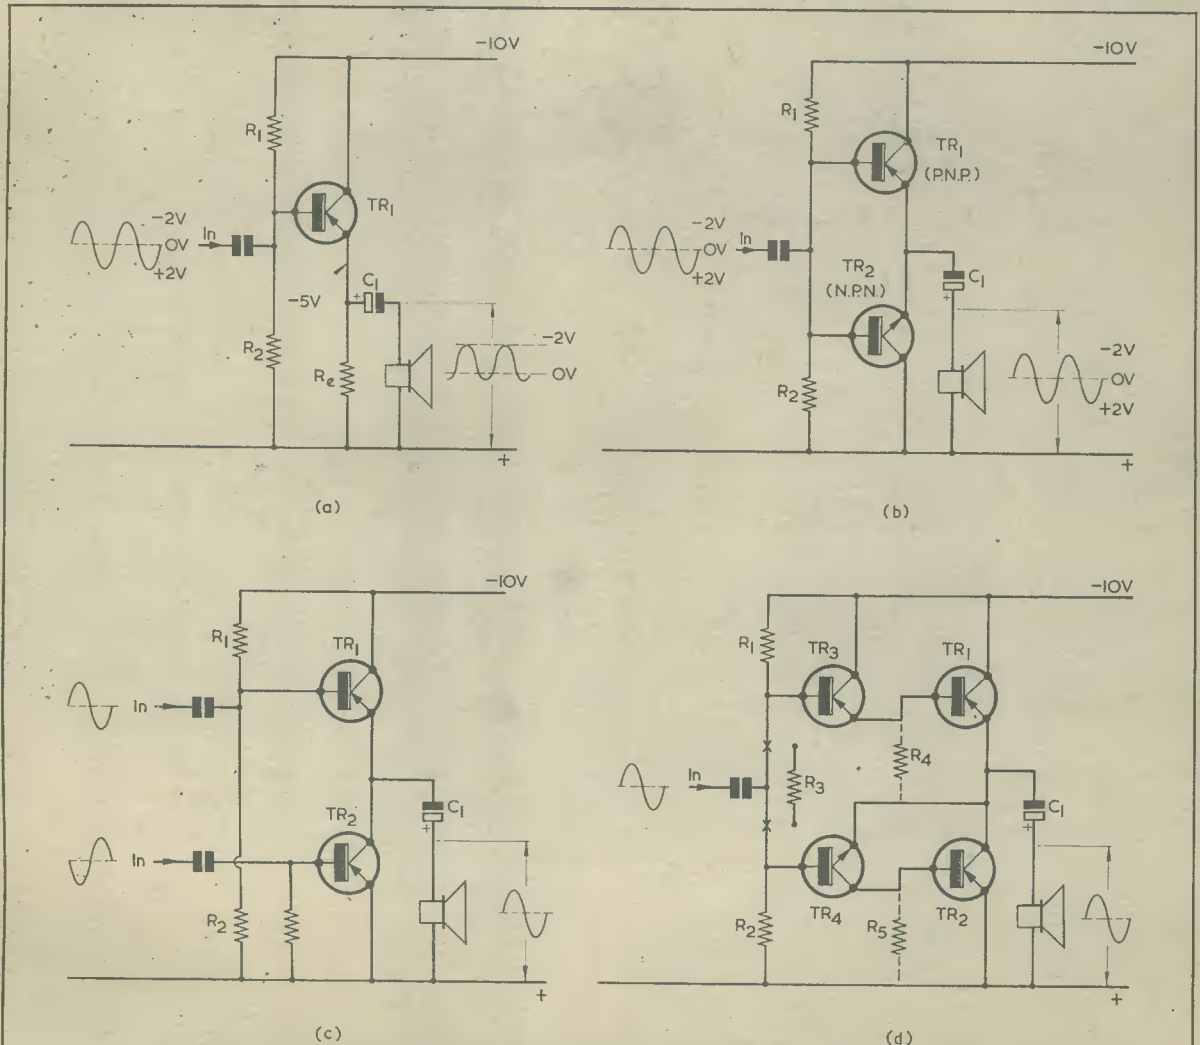 -10V
R1
TR1
-2V
0V
+2V
In
-5V
+
C1
R2
Re
-2V
0V
+
(a)
-10V
R1
TR1
(P.N.P.)
-2V
0V
+2V
In
TR2
(N.P.N.)
C1
+
R2
-2V
0V
+2V
+
(b)
-10V
R1
TR1
In
TR2
C1
+
In
R2
+
(c)
-10V
R1
TR3
TR1
R4
In
R3
C1
+
TR4
TR2
R2
R5
+
(d)